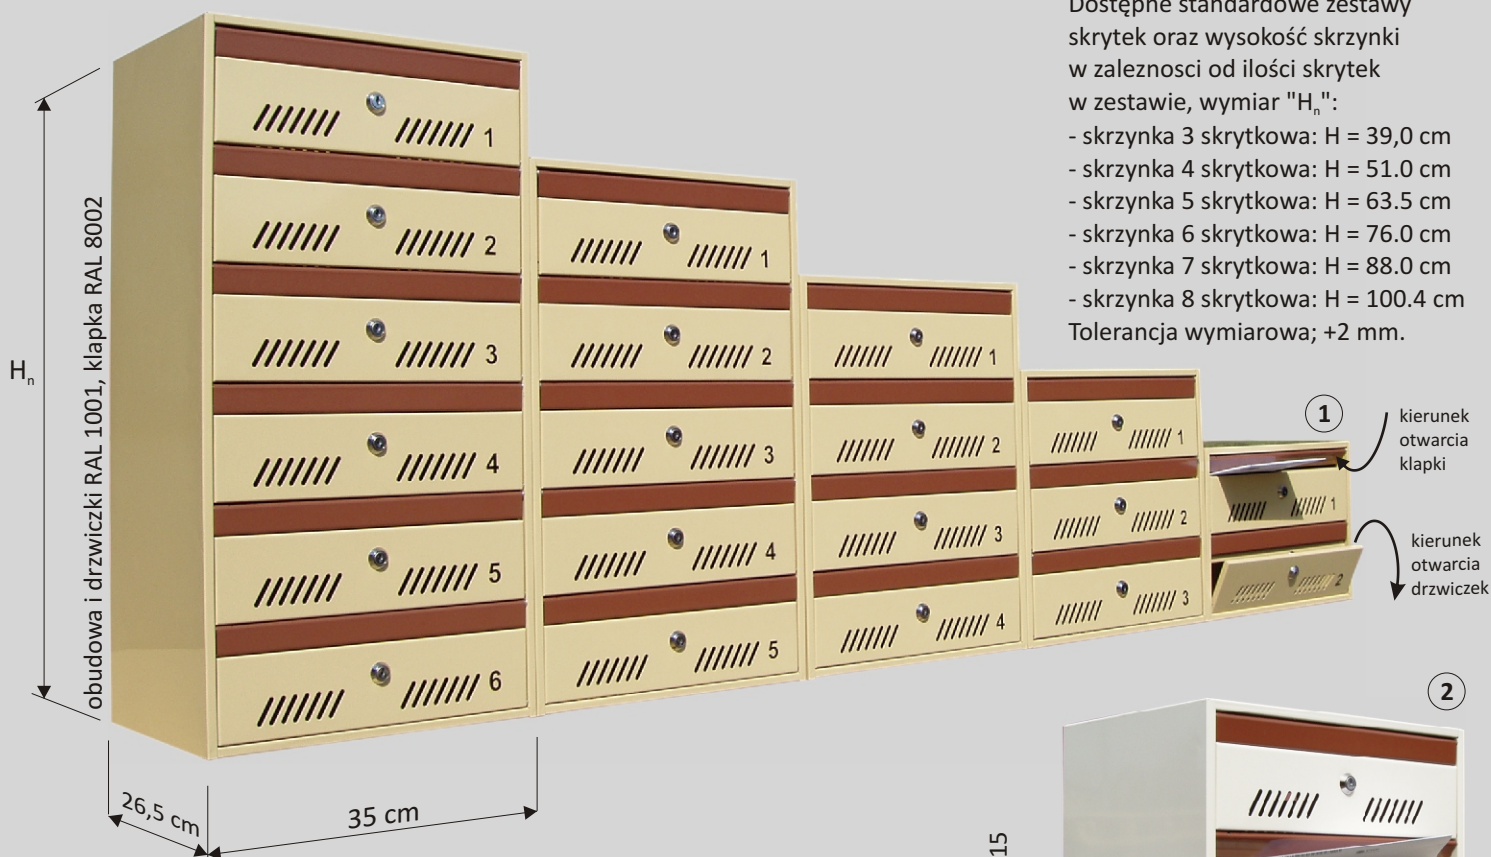 Dostępne standardowe zestawy
skrytek oraz wysokość skrzynki
w zaleznosci od ilości skrytek
w zestawie, wymiar "Hn":
- skrzynka 3 skrytkowa: H = 39,0 cm
- skrzynka 4 skrytkowa: H = 51.0 cm
- skrzynka 5 skrytkowa: H = 63.5 cm
- skrzynka 6 skrytkowa: H = 76.0 cm
- skrzynka 7 skrytkowa: H = 88.0 cm
- skrzynka 8 skrytkowa: H = 100.4 cm
Tolerancja wymiarowa; +2 mm.
Hn
obudowa i drzwiczki RAL 1001, klapka RAL 8002
1
2
3
4
5
6
1
2
3
4
5
1
2
3
4
1
2
3
1
2
1
kierunek
otwarcia
klapki
kierunek
otwarcia
drzwiczek
2
26,5 cm
35 cm
15